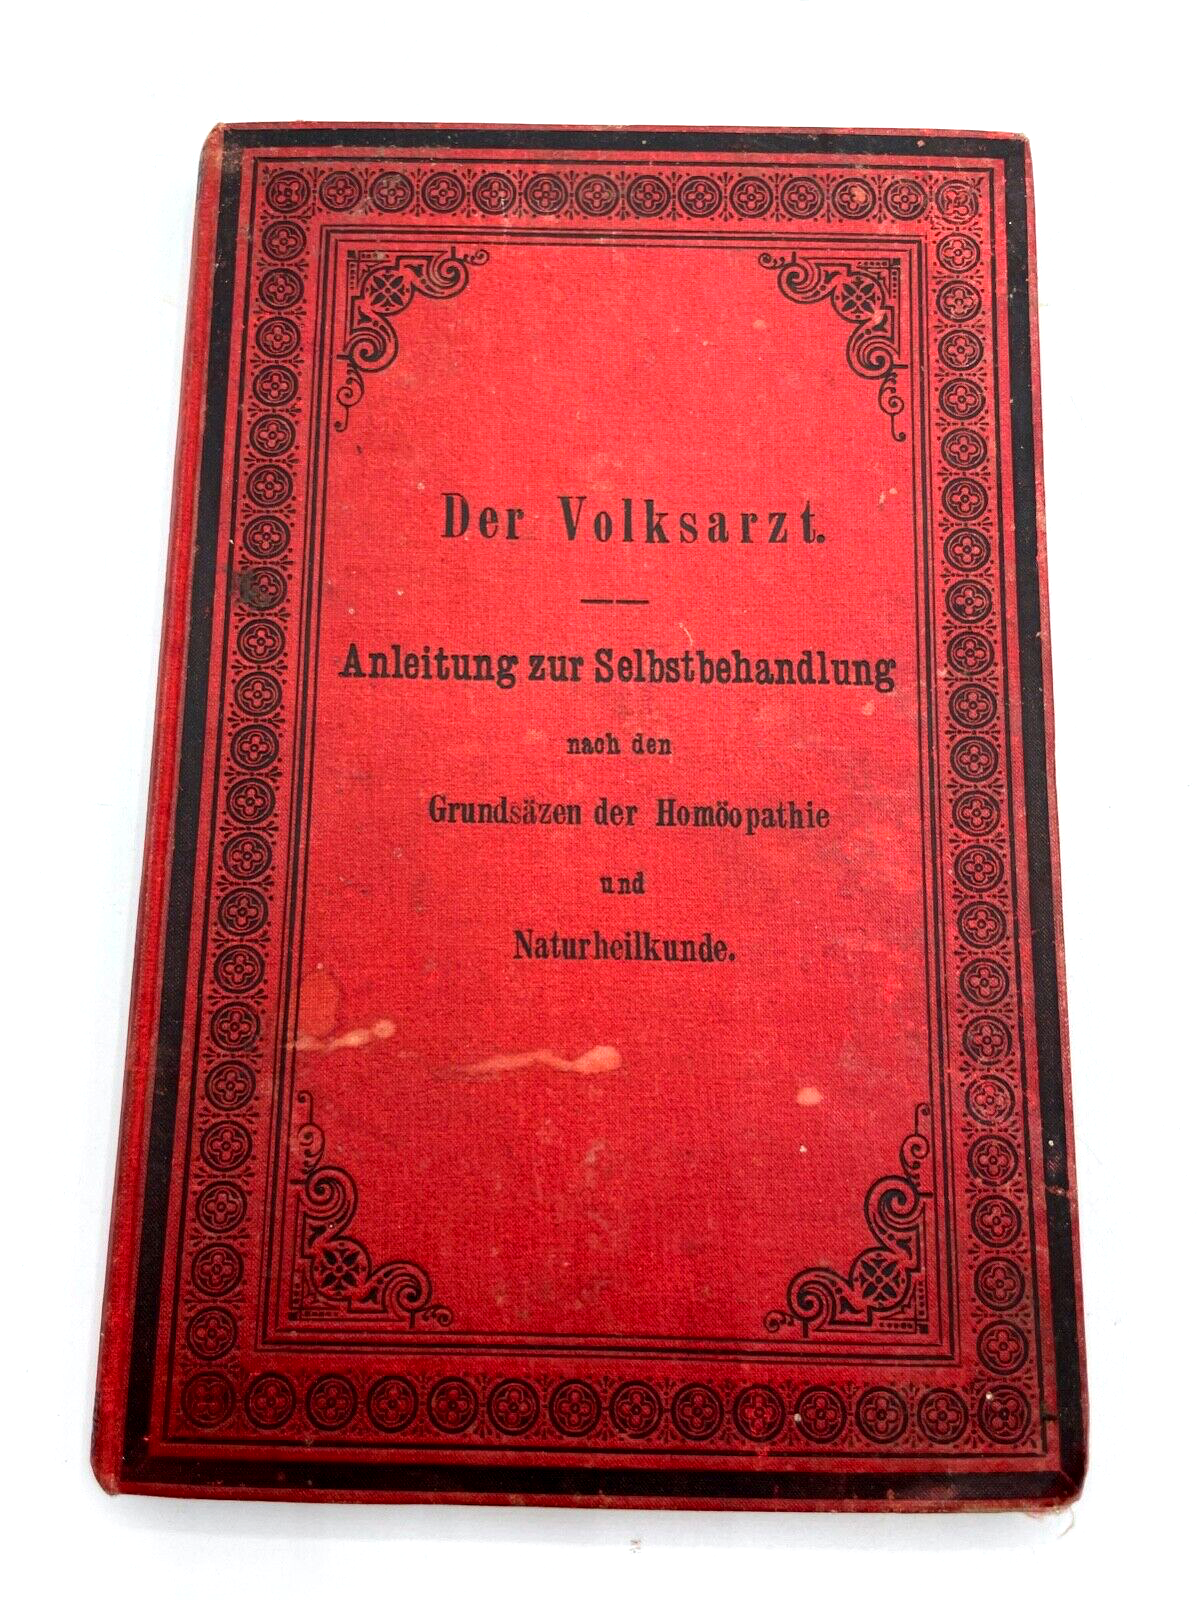 Der Volksarzt.
Anleitung zur Selbstbehandlung
nach den
Grundsäzen der Homöopathie
und
Naturheilkunde.